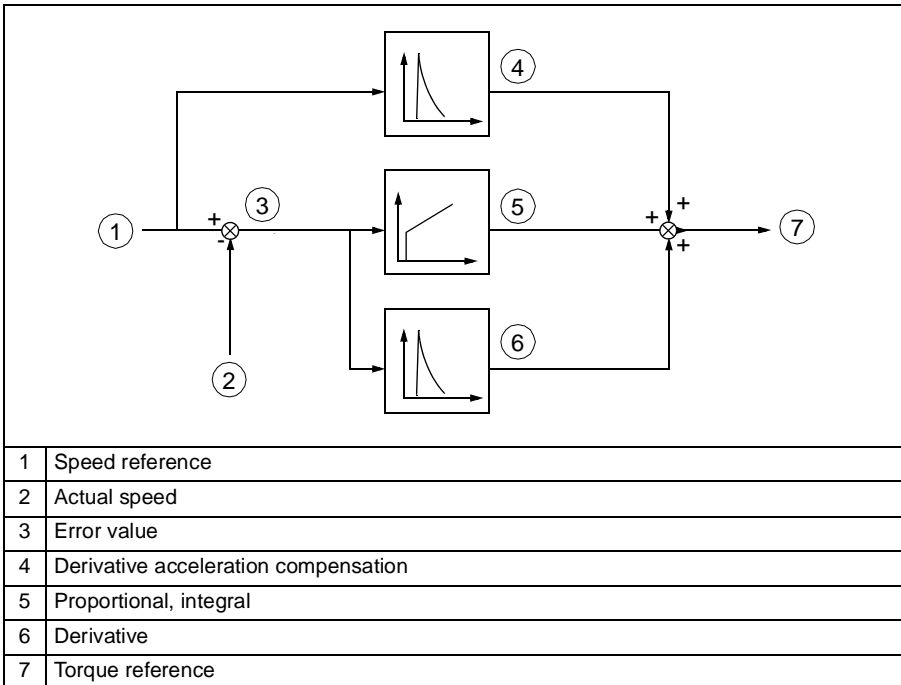 4
+
3
5
+
1
+
-
+
7
6
2
1 Speed reference
2 Actual speed
3 Error value
4 Derivative acceleration compensation
5 Proportional, integral
6 Derivative
7 Torque reference